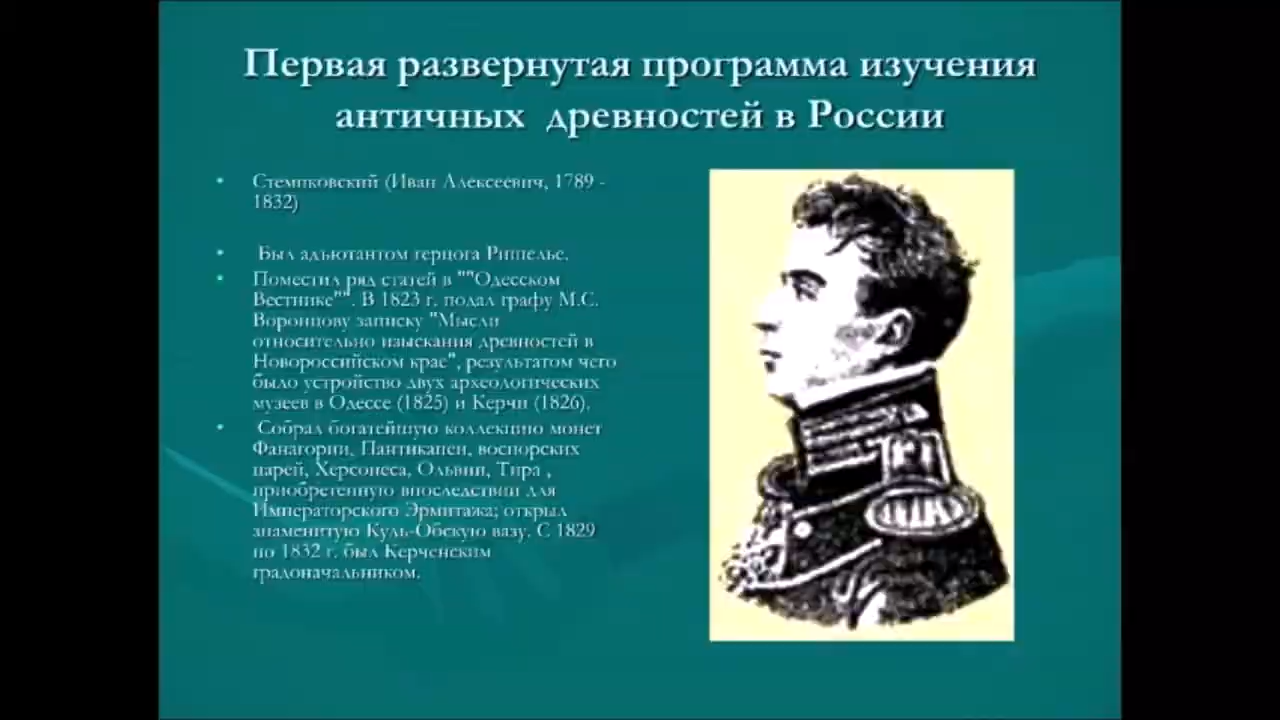 Первая развернутая программа изучения
античных древностей в России
• Стемпковский (Иван Алексеевич, 1789 -
1832)
• Был адъютантом герцога Ришелье.
• Поместил ряд статей в ""Одесском
Вестнике"". В 1823 г. подал графу М.С.
Воронцову записку "Мысли
относительно изыскания древностей в
Новороссийском крае", результатом чего
было устройство двух археологических
музеев в Одессе (1825) и Керчи (1826).
• Собрал богатейшую коллекцию монет
Фанагории, Пантикапеи, воспорских
царей, Херсонеса, Ольвии, Тира ,
приобретенную впоследствии для
Императорского Эрмитажа; открыл
знаменитую Куль-Обскую вазу. С 1829
по 1832 г. был Керченским
градоначальником.